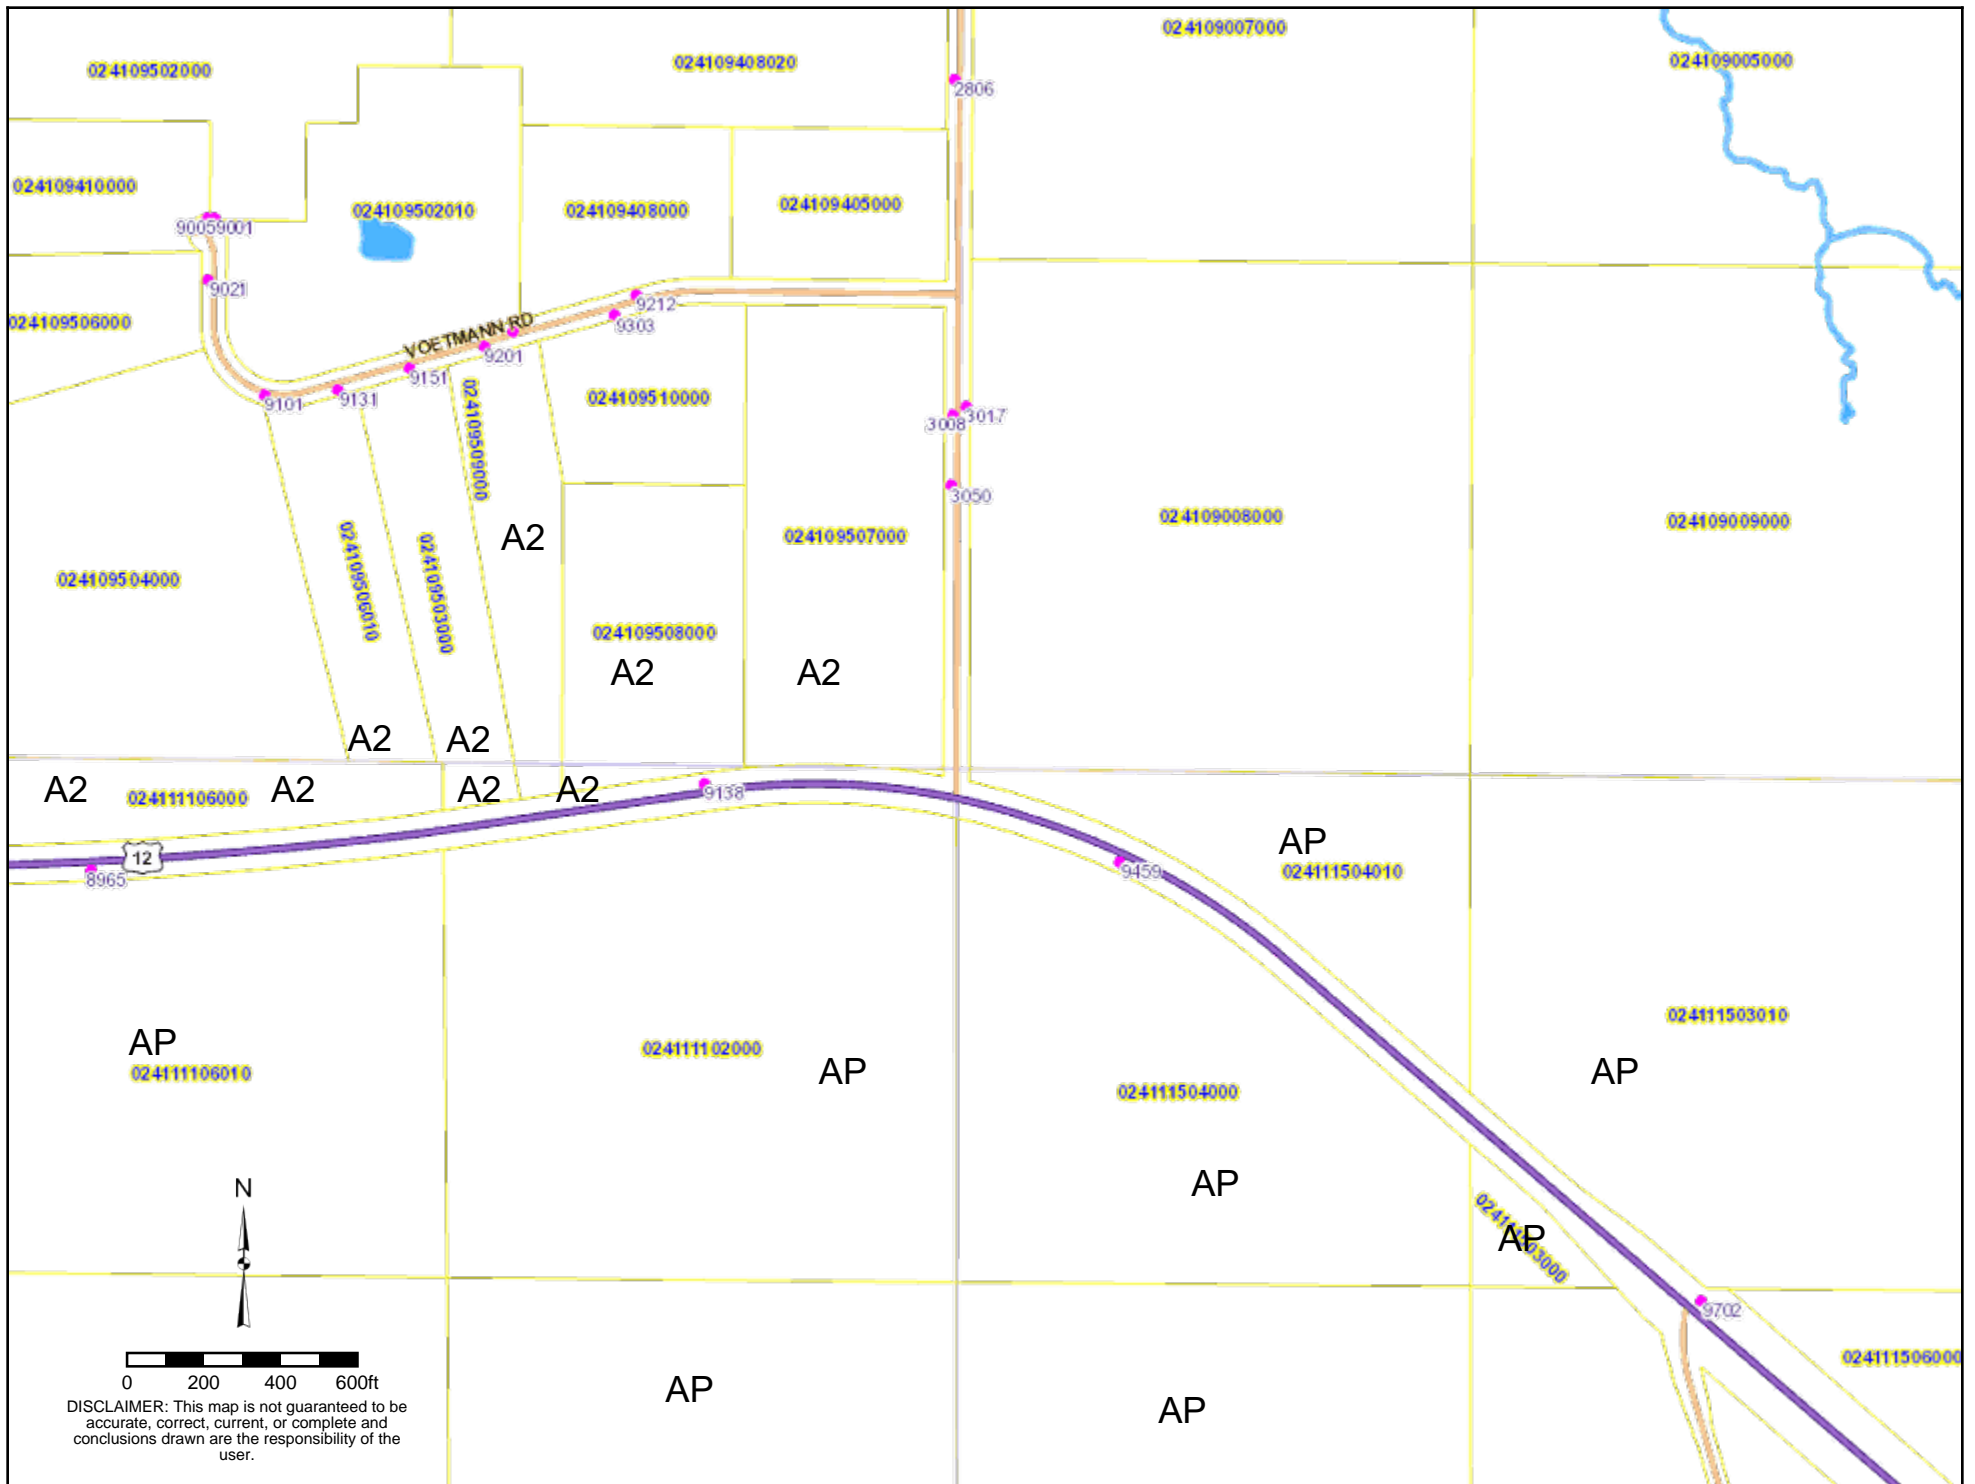 024109007000
024109408020
024109005000
024109502000
2806
024109410000
024109502010
024109408000
024109405000
90059001
9021
9212
024109506000
VOETMANN RD
9303
9201
9151
9101
9131
024109510000
024109509000
3017
3008
3050
024109008000
024109009000
A2
024109507000
024109504000
024109506010
024109503000
024109508000
A2
A2
A2
A2
A2
024111106000
A2
A2
A2
9138
AP
12
8965
9459
024111504010
024111503010
AP
024111102000
AP
AP
024111106010
024111504000
AP
N
AP
9702
024111506000
0 200 400 600ft
AP
AP
DISCLAIMER: This map is not guaranteed to be
accurate, correct, current, or complete and
conclusions drawn are the responsibility of the
user.